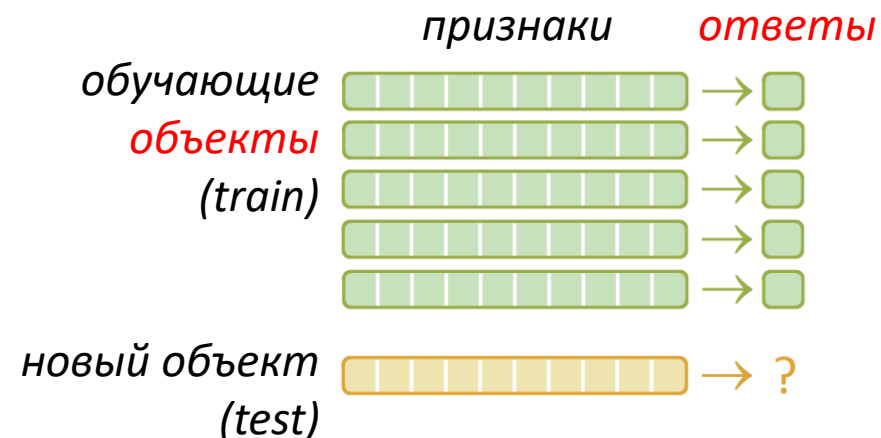 признаки ответы
обучающие
объекты
(train)
новый объект
(test)
?